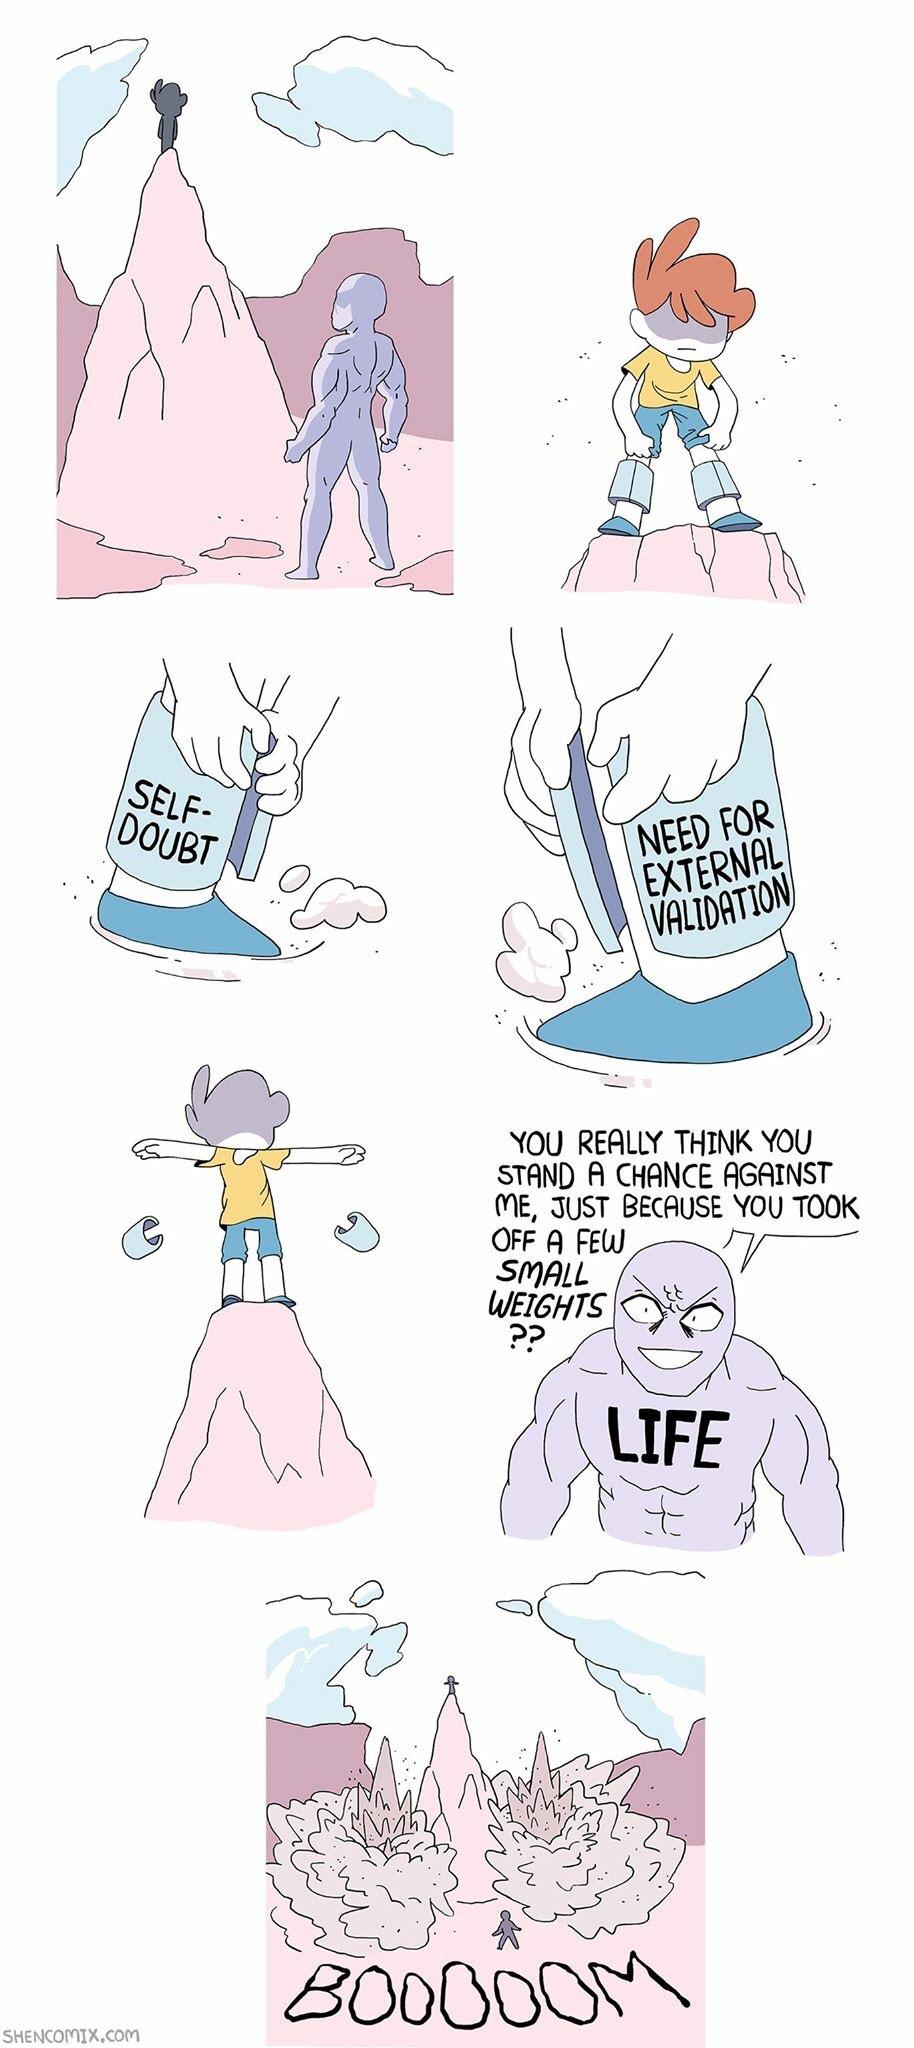 SELF-
DOUBT
NEED FOR
EXTERNAL
VALIDATION
YOU REALLY THINK YOU
STAND A CHANCE AGAINST
ME, JUST BECAUSE YOU TOOK
OFF A FEW
SMALL
WEIGHTS
??
LIFE
BOOOOOOM
SHENCOMIX.COM